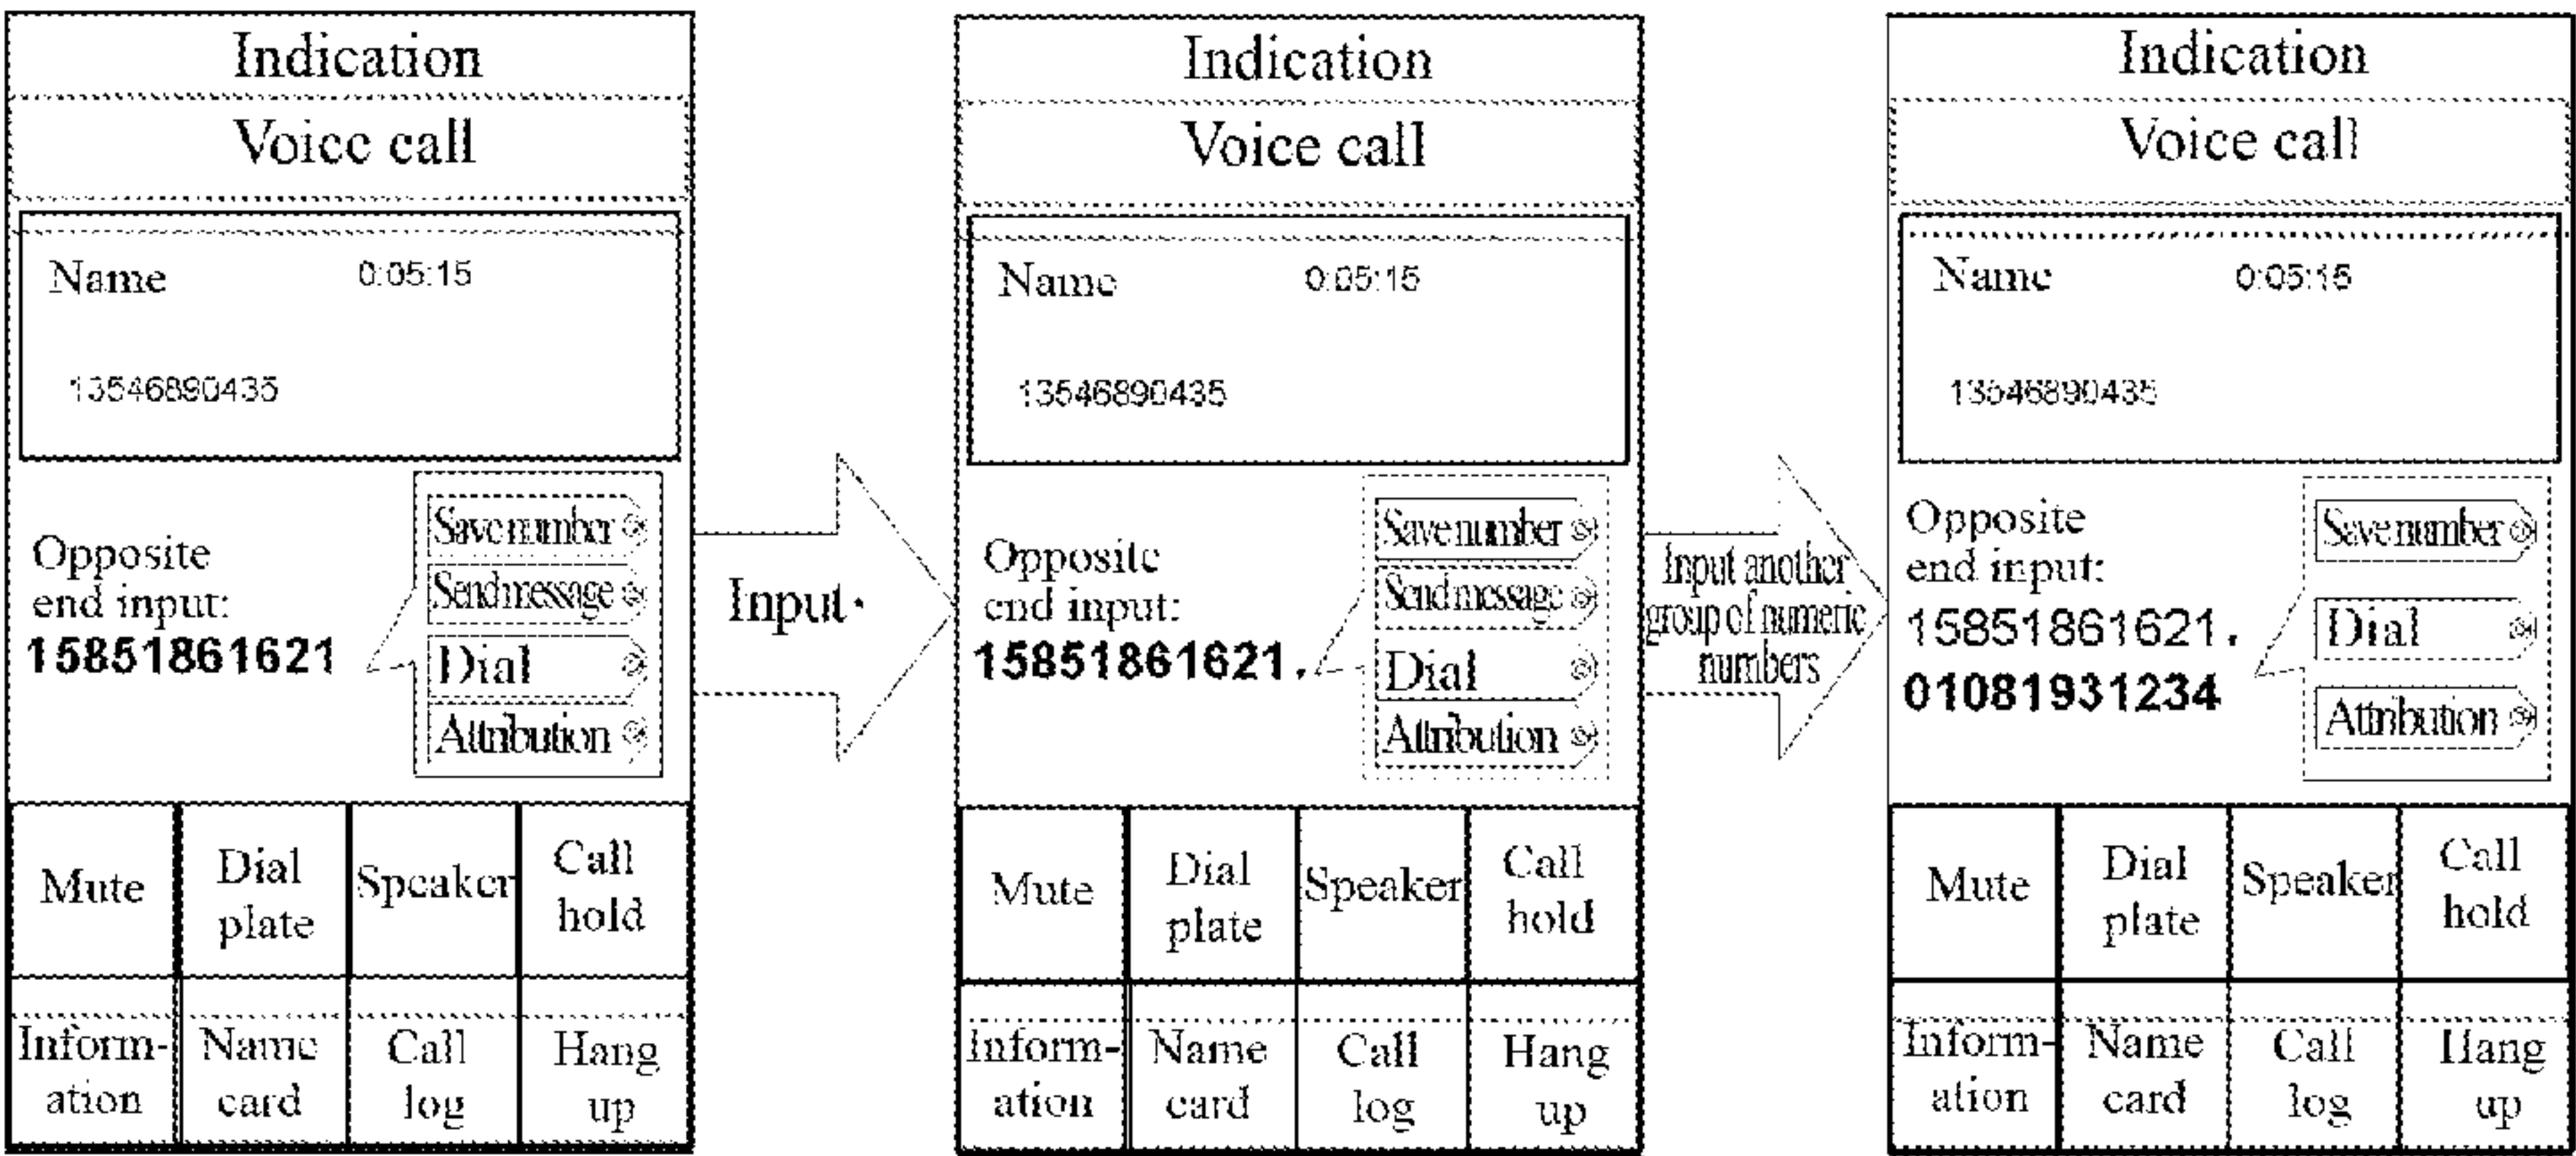 Indication
Voice call
Name 0:05:15
13546890435
Opposite
end input:
15851861621
Save number
Send message
Dial
Attribution
Mute
Dial
plate
Speaker
Call
hold
Inform-
ation
Name
card
Call
log
Hang
up
Input .
Indication
Voice call
Name 0:05:15
13546890435
Opposite
end input:
15851861621.
Save number
Send message
Dial
Attribution
Mute
Dial
plate
Speaker
Call
hold
Inform-
ation
Name
card
Call
log
Hang
up
Input another
group of numeric
numbers
Indication
Voice call
Name 0:05:15
13546890435
Opposite
end input:
15851861621.
01081931234
Save number
Dial
Attribution
Mute
Dial
plate
Speaker
Call
hold
Inform-
ation
Name
card
Call
log
Hang
up